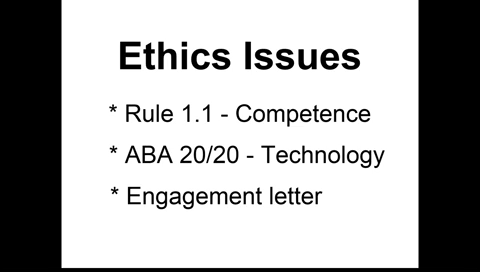 Ethics Issues
* Rule 1.1 - Competence
* ABA 20/20 - Technology
* Engagement letter